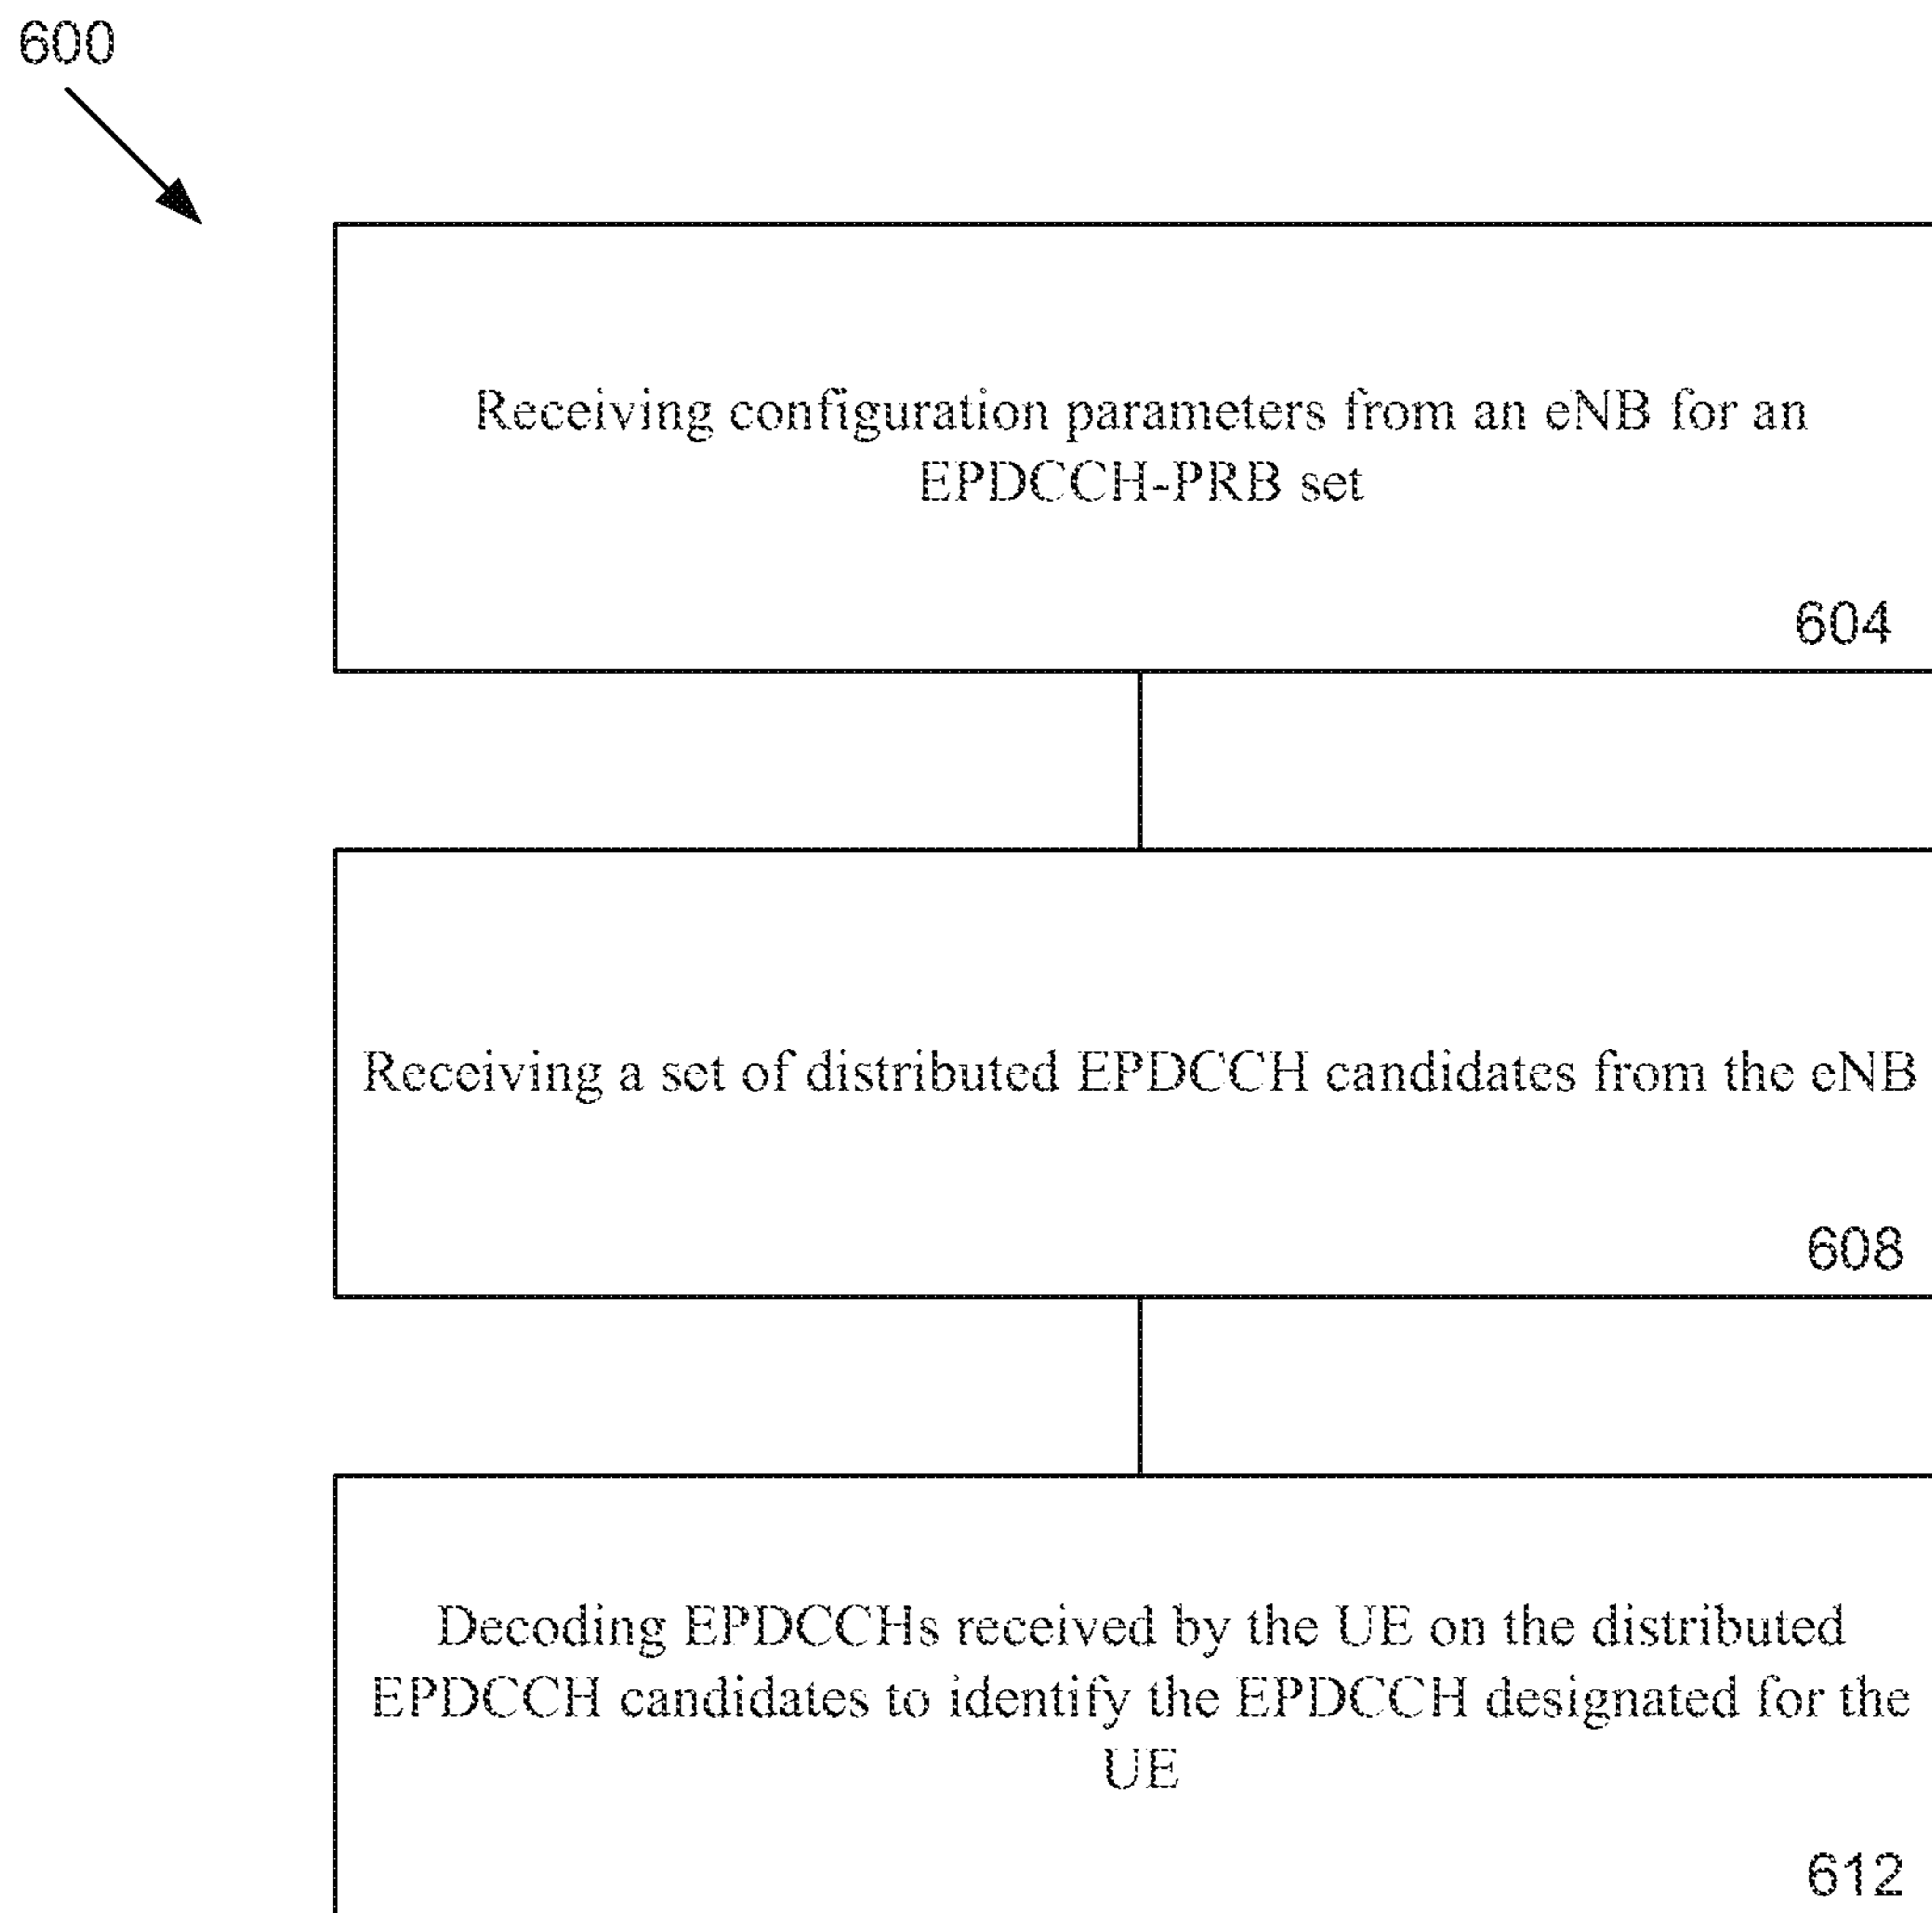 600
Receiving configuration parameters from an eNB for an
EPDCCH-PRB set
604
Receiving a set of distributed EPDCCH candidates from the eNB
608
Decoding EPDCCHs received by the UE on the distributed
EPDCCH candidates to identify the EPDCCH designated for the
UE
612